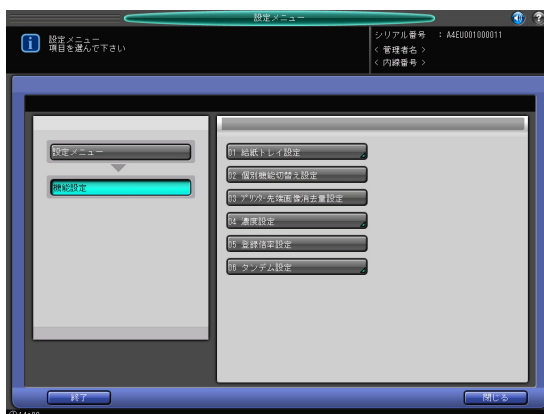 設定メニュー
設定メニュー
項目を選んで下さい
シリアル番号 : A4EU001000011
< 管理者名 >
< 内線番号 >
設定メニュー
機能設定
01 給紙トレイ設定
02 個別機能切替え設定
03 プリンター先端画像消去量設定
04 濃度設定
05 登録倍率設定
06 タンデム設定
終了
閉じる